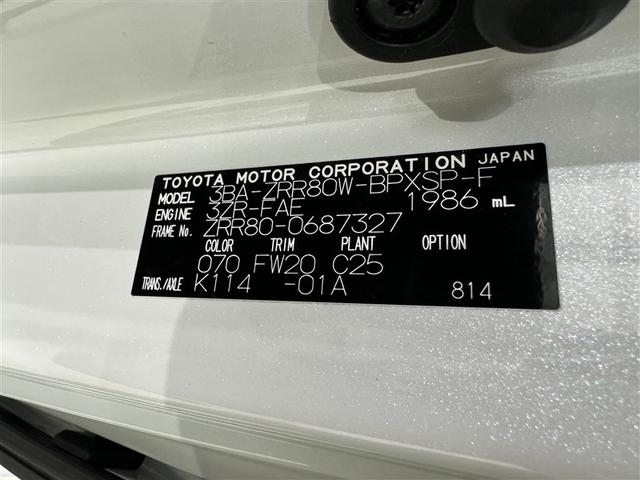 TOYOTA MOTOR CORPORATION JAPAN
MODEL 3BA-ZRR80W-BPXSP-F
ENGINE 3ZR-FAE 1986 mL
FRAME No. ZRR80-0687327
COLOR TRIM PLANT OPTION
070 FW20 C25
TRANS./AXLE K114 -01A 814